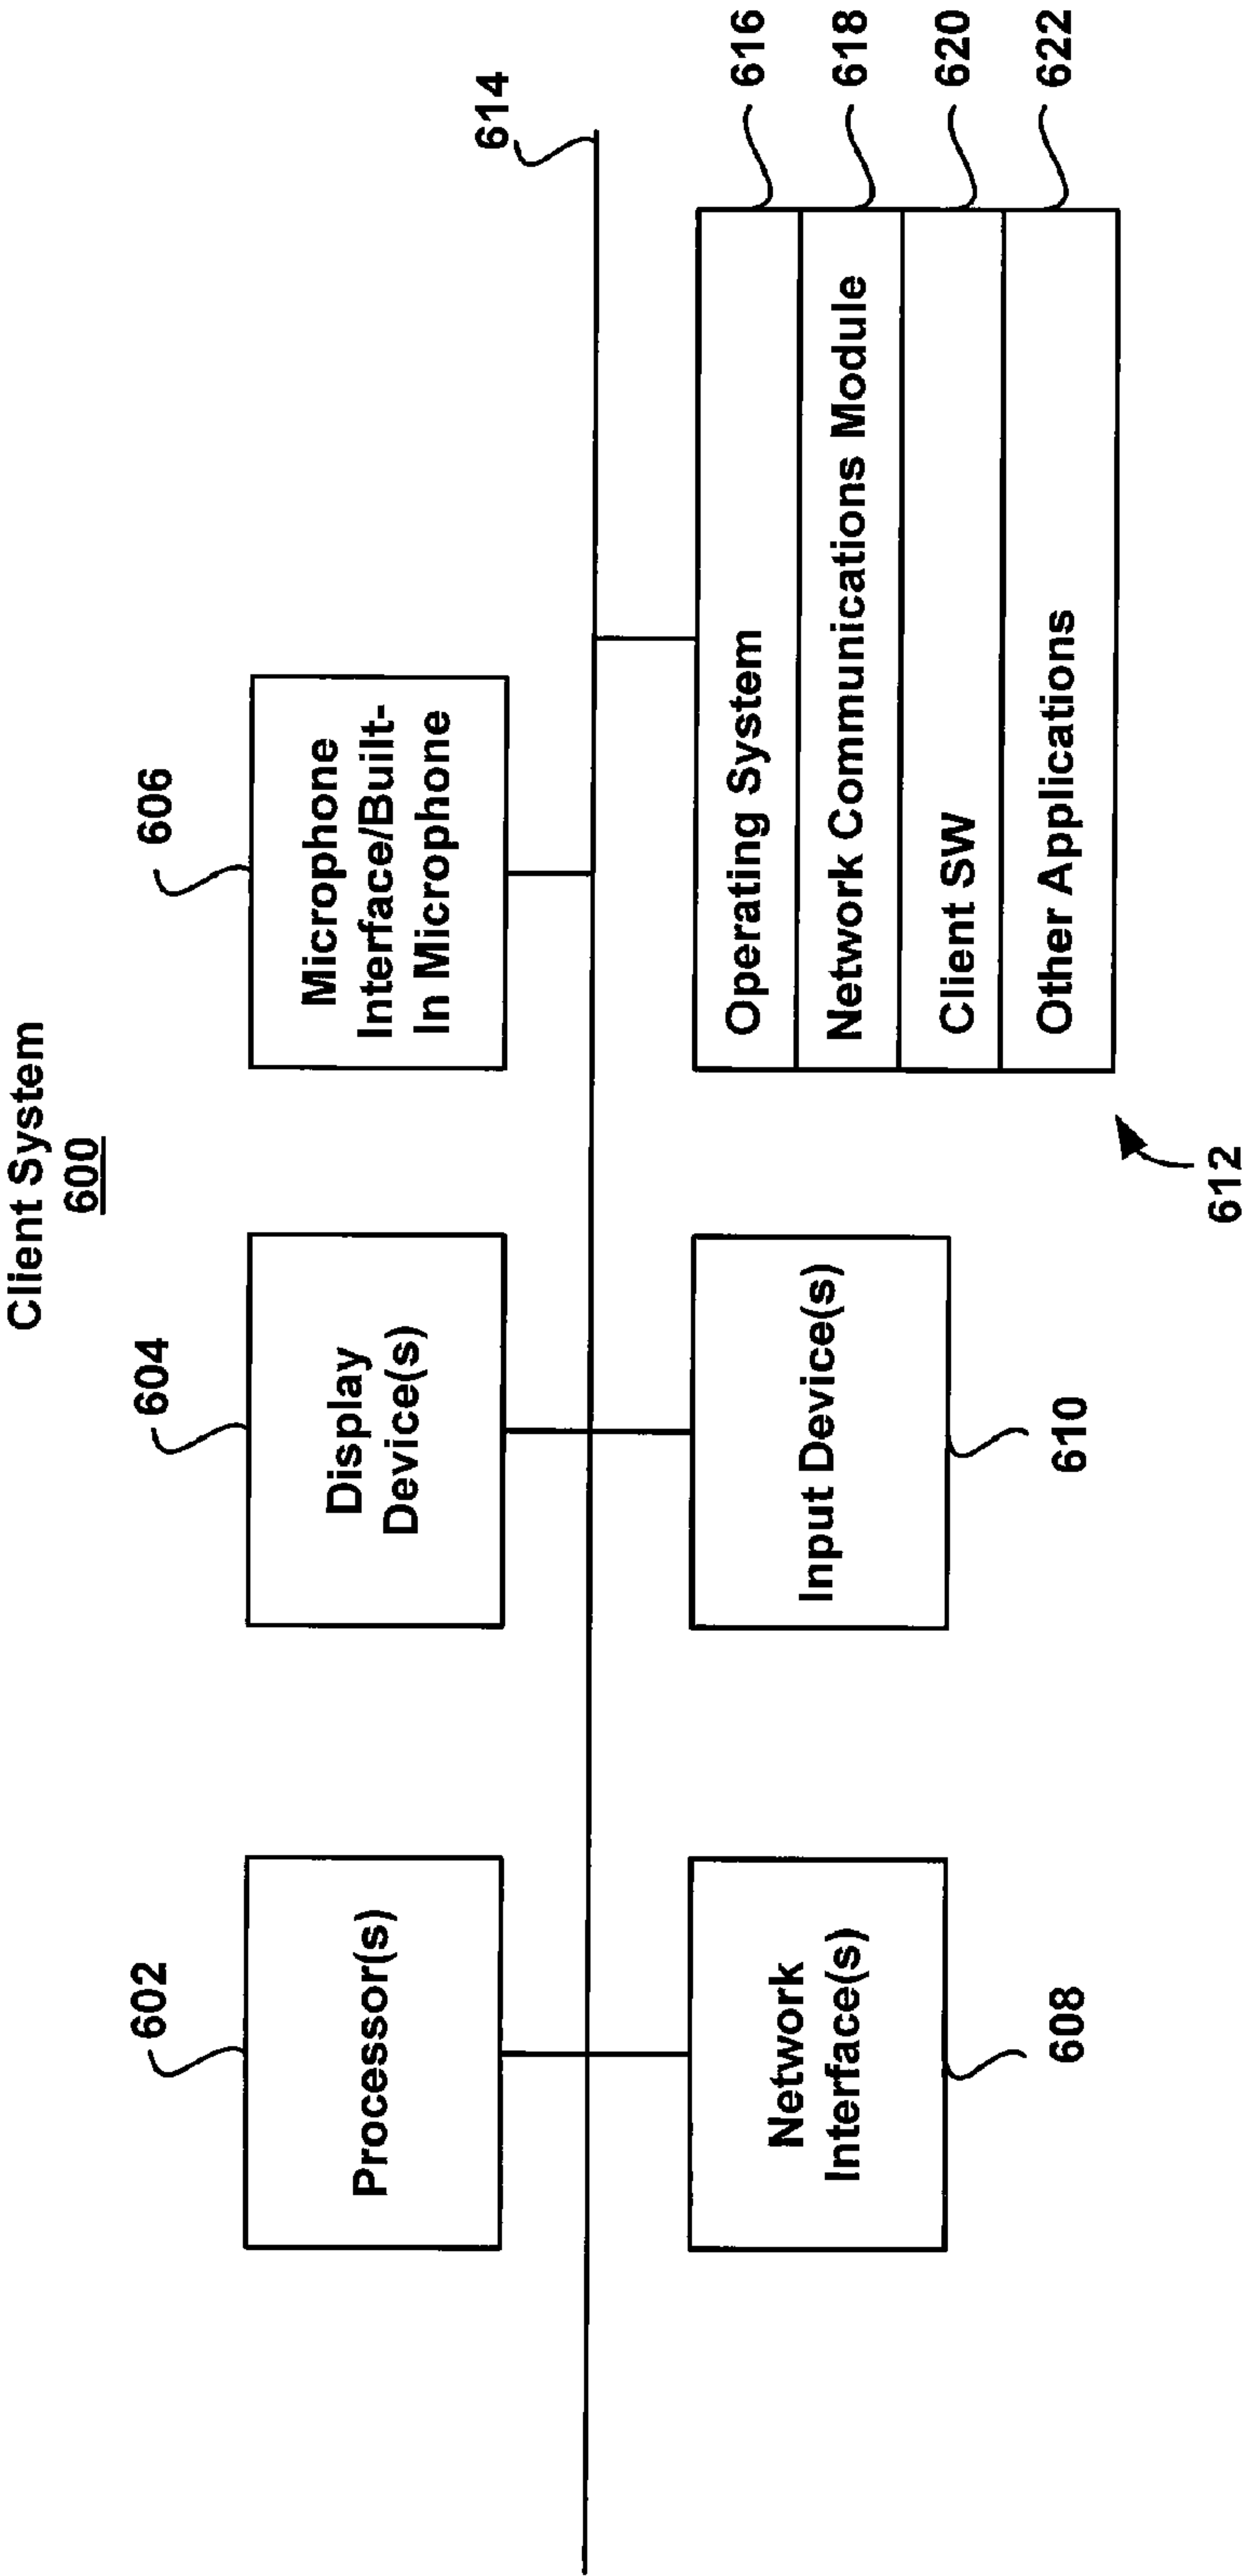 Client System
600
602
Processor(s)
604
Display
Device(s)
606
Microphone
Interface/Built-
In Microphone
614
Network
Interface(s)
608
Input Device(s)
610
Operating System
616
Network Communications Module
618
Client SW
620
Other Applications
622
612